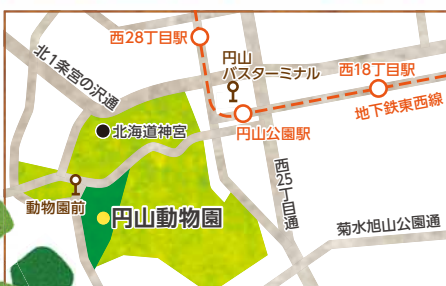 西28丁目駅
北1条宮の沢通
円山
バスターミナル
西18丁目駅
地下鉄東西線
北海道神宮
円山公園駅
西25丁目通
動物園前
円山動物園
菊水旭山公園通